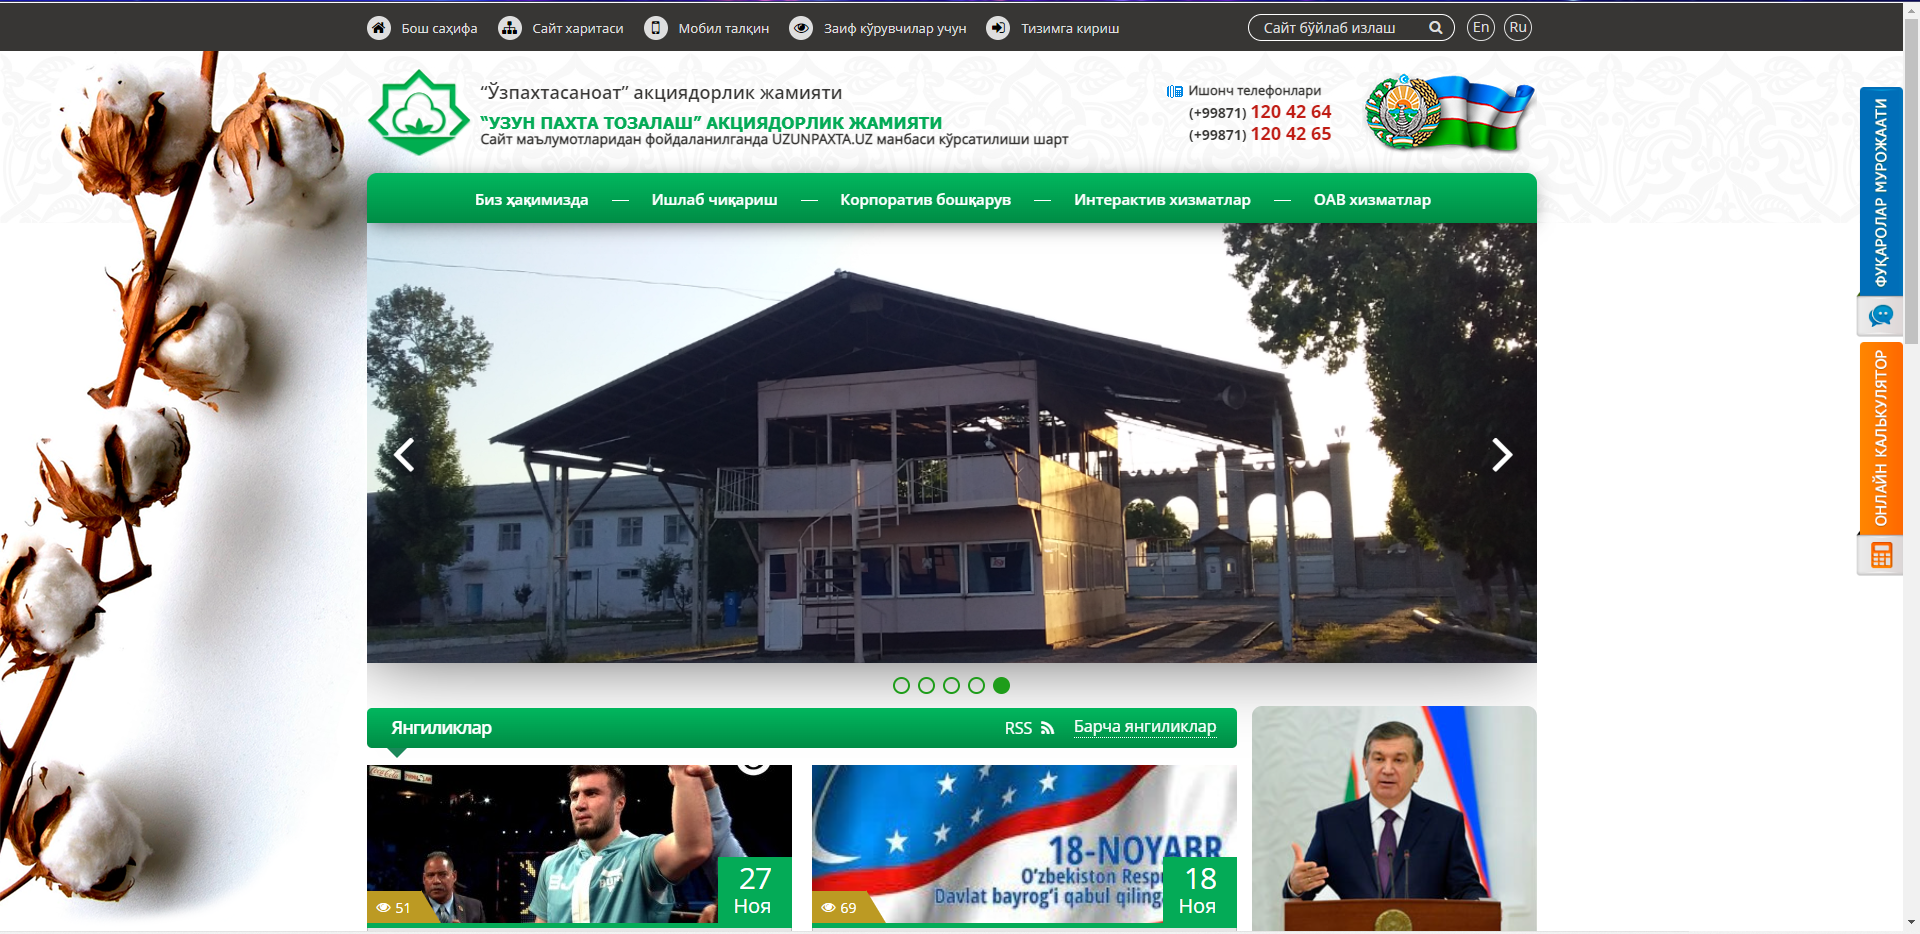 Бош саҳифа
Сайт харитаси
Мобил талқин
Заиф кўрувчилар учун
Тизимга кириш
Сайт бўйлаб излаш
En
Ru
“Ўзпахтасаноат” акциядорлик жамияти
“УЗУН ПАХТА ТОЗАЛАШ” АКЦИЯДОРЛИК ЖАМИЯТИ
Сайт маълумотларидан фойдаланилганда UZUNPAXTA.UZ манбаси кўрсатилиши шарт
Ишонч телефонлари
(+99871) 120 42 64
(+99871) 120 42 65
Биз ҳақимизда
Ишлаб чиқариш
Корпоратив бошқарув
Интерактив хизматлар
ОАВ хизматлар
ФУҚАРОЛАР МУРОЖААТИ
ОНЛАЙН КАЛЬКУЛЯТОР
Янгиликлар
RSS
Барча янгиликлар
51
27
Ноя
18-NOYABR
O‘zbekiston Respu
Davlat bayrog‘i qabul qiling
69
18
Ноя